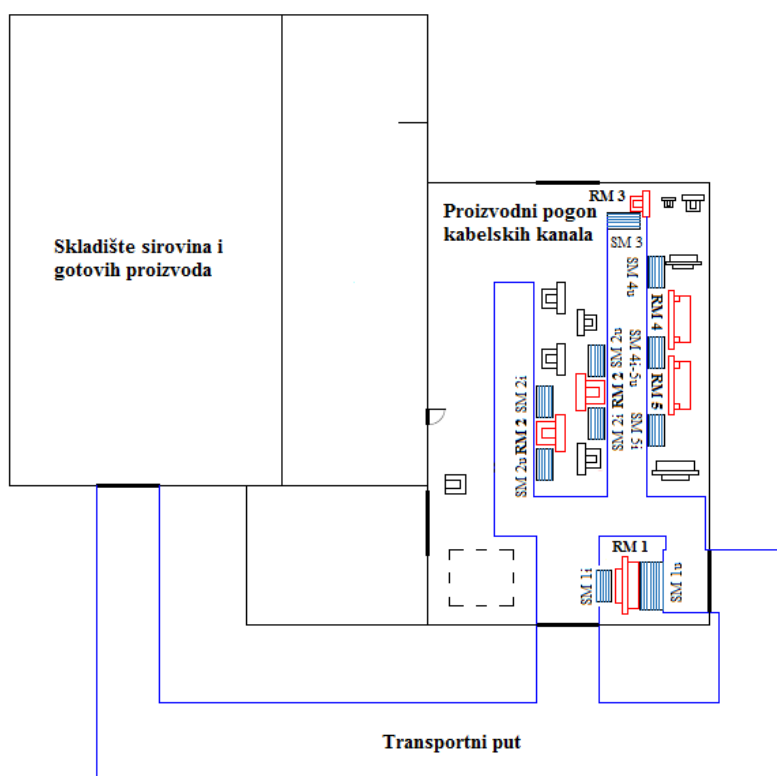 RM 3
Proizvodni pogon
kabelskih kanala
SM 3
Skladište sirovina i
gotovih proizvoda
SM 4u
RM 4
SM 2u
SM 4i-5u
SM 2i
RM 2
RM 2
RM 5
SM 2u
SM 2i
SM 5i
RM 1
SM 1i
SM 1u
Transportni put